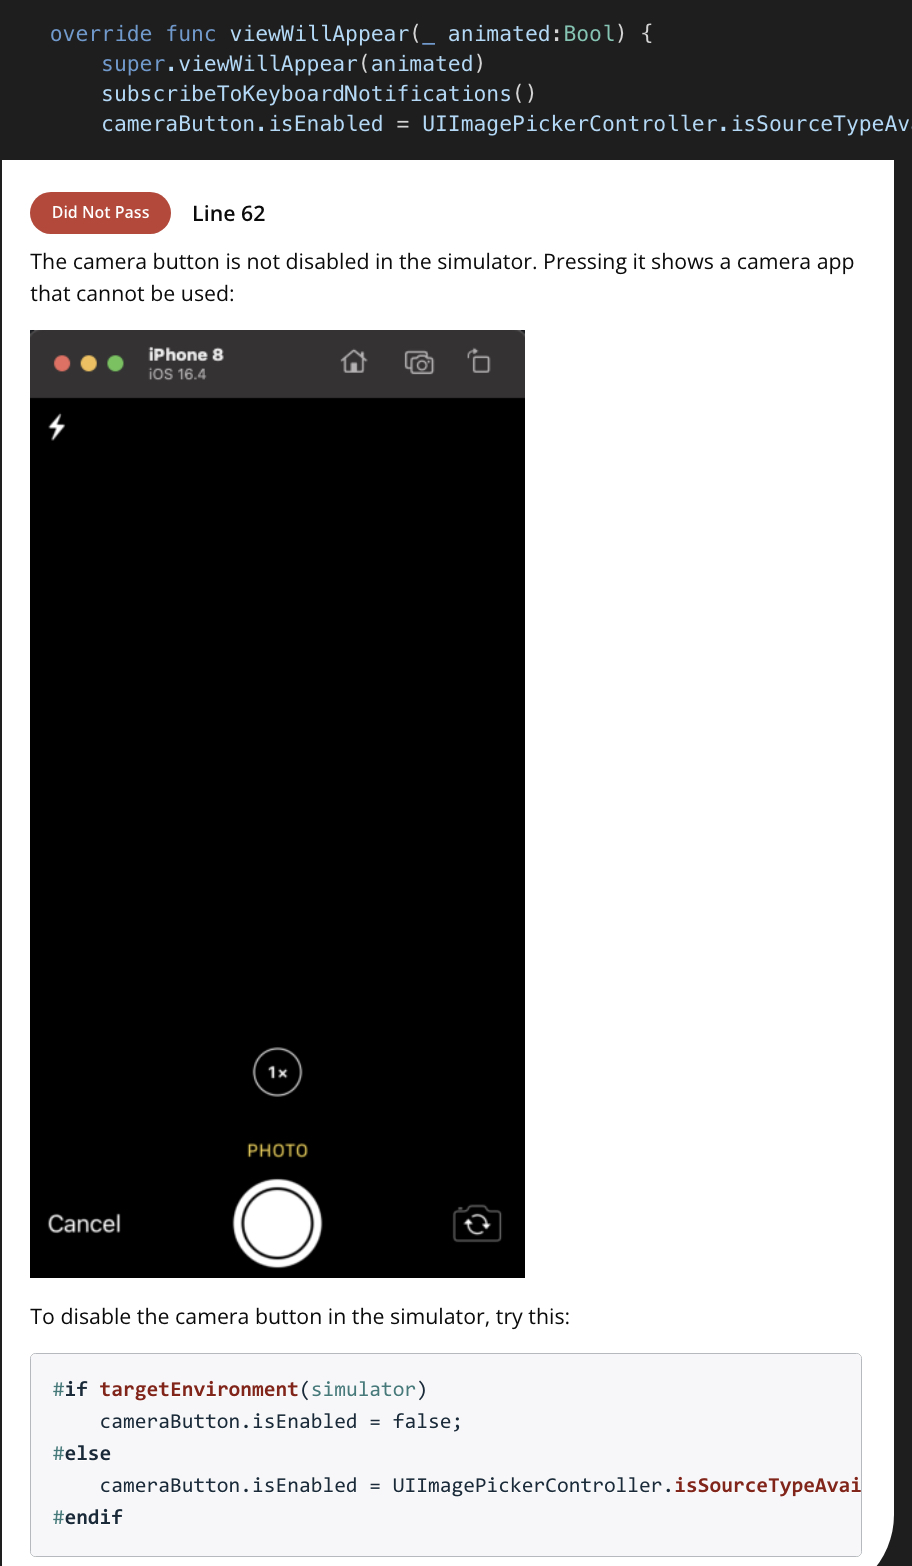 override func viewWillAppear(_ animated:Bool) {
super.viewWillAppear(animated)
subscribeToKeyboardNotifications()
cameraButton.isEnabled = UIImagePickerController.isSourceTypeAv
Did Not Pass
Line 62
The camera button is not disabled in the simulator. Pressing it shows a camera app
that cannot be used:
iPhone 8
iOS 16.4
1×
PHOTO
Cancel
To disable the camera button in the simulator, try this:
#if targetEnvironment(simulator)
cameraButton.isEnabled = false;
#else
cameraButton.isEnabled = UIImagePickerController.isSourceTypeAvai
#endif